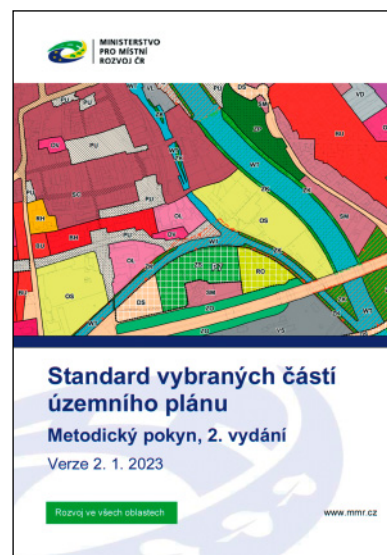 MINISTERSTVO
PRO MÍSTNÍ
ROZVOJ ČR
Standard vybraných částí
územního plánu
Metodický pokyn, 2. vydání
Verze 2. 1. 2023
Rozvoj ve všech oblastech
www.mmr.cz